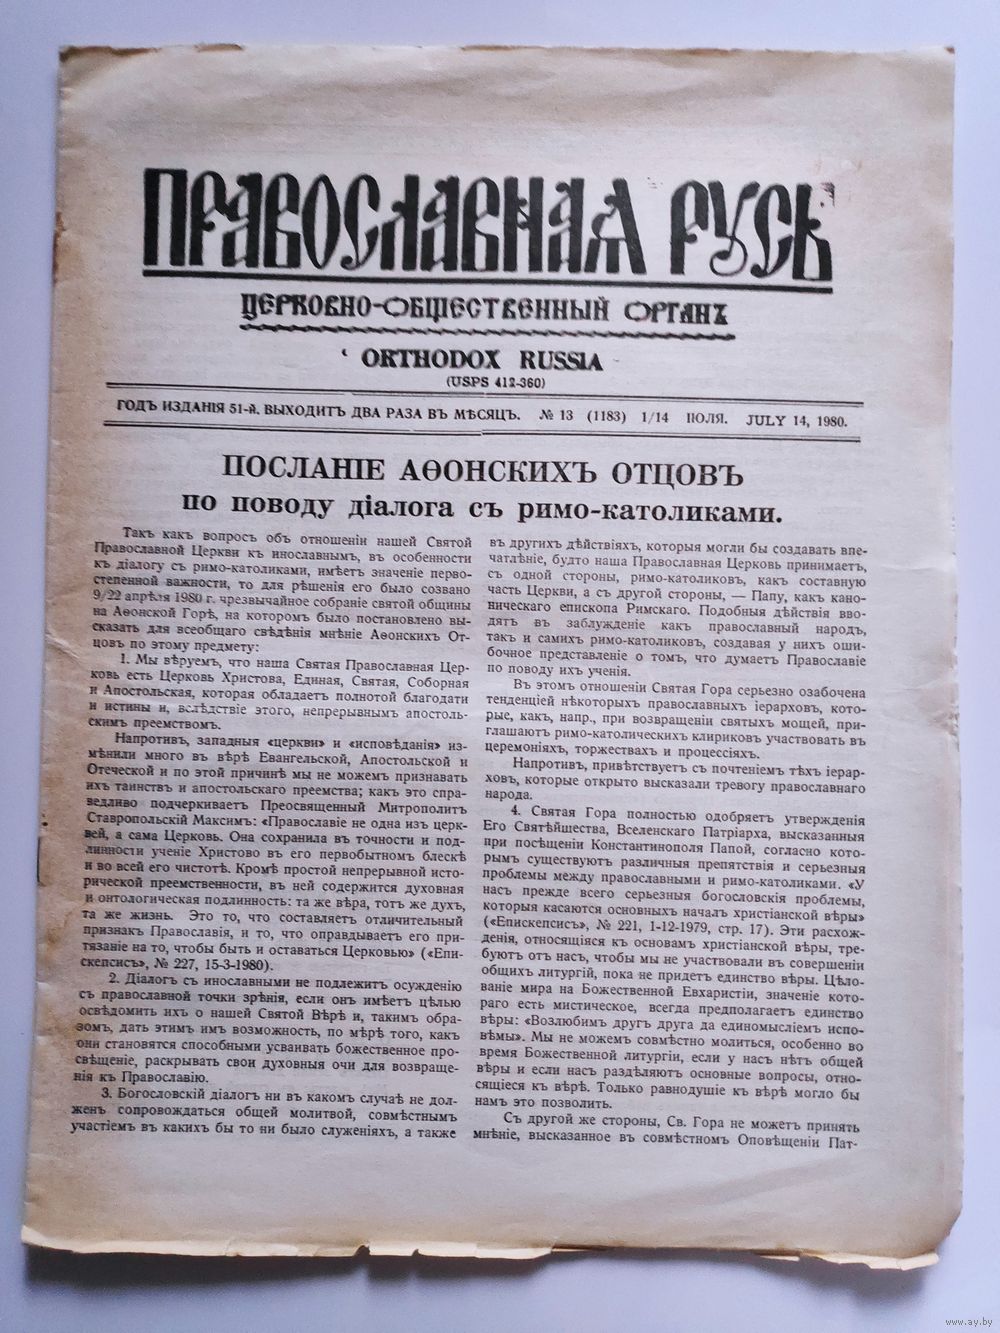 ПРАВОСЛАВНАЯ РУСЬ
ЦЕРКОВНО-ОБЩЕСТВЕННЫЙ ОРГАНЪ
ORTHODOX RUSSIA
(USPS 412-360)
ГОДЪ ИЗДАНІЯ 51-й. ВЫХОДИТЪ ДВА РАЗА ВЪ МѢСЯЦЪ. № 13 (1183) 1/14 ІЮЛЯ. JULY 14, 1980.
ПОСЛАНІЕ АѲОНСКИХЪ ОТЦОВЪ
по поводу діалога съ римо-католиками.
Такъ какъ вопросъ объ отношеніи нашей Святой
Православной Церкви къ инославнымъ, въ особенности
къ діалогу съ римо-католиками, имѣетъ значеніе перво-
степенной важности, то для рѣшенія его было созвано
9/22 апрѣля 1980 г. чрезвычайное собраніе святой общины
на Аѳонской Горѣ, на которомъ было постановлено вы-
сказать для всеобщаго свѣдѣнія мнѣніе Аѳонскихъ От-
цовъ по этому предмету:
1. Мы вѣруемъ, что наша Святая Православная Цер-
ковь есть Церковь Христова, Единая, Святая, Соборная
и Апостольская, которая обладаетъ полнотой благодати
и истины и, вслѣдствіе этого, непрерывнымъ апостоль-
скимъ преемствомъ.
Напротивъ, западныя «церкви» и «исповѣданія» из-
мѣнили много въ вѣрѣ Евангельской, Апостольской и
Отеческой и по этой причинѣ мы не можемъ признавать
ихъ таинствъ и апостольскаго преемства; какъ это спра-
ведливо подчеркиваетъ Преосвященный Митрополитъ
Ставропольскій Максимъ: «Православіе не одна изъ церк-
вей, а сама Церковь. Она сохранила въ точности и под-
линности ученіе Христово въ его первобытномъ блескѣ
и во всей его чистотѣ. Кромѣ простой непрерывной исто-
рической преемственности, въ ней содержится духовная
и онтологическая подлинность: та же вѣра, тотъ же духъ,
та же жизнь. Это то, что составляетъ отличительный
признакъ Православія, и то, что оправдываетъ его при-
тязаніе на то, чтобы быть и оставаться Церковью» («Епи-
скепсисъ», № 227, 15-3-1980).
2. Діалогъ съ инославными не подлежитъ осужденію
съ православной точки зрѣнія, если онъ имѣетъ цѣлью
освѣдомить ихъ о нашей Святой Вѣрѣ и, такимъ обра-
зомъ, дать этимъ имъ возможность, по мѣрѣ того, какъ
они становятся способными усваивать божественное про-
свѣщеніе, раскрывать свои духовныя очи для возвраще-
нія къ Православію.
3. Богословскій діалогъ ни въ какомъ случаѣ не дол-
женъ сопровождаться общей молитвой, совмѣстнымъ
участіемъ въ какихъ бы то ни было служеніяхъ, а также
въ другихъ дѣйствіяхъ, которыя могли бы создавать впе-
чатлѣніе, будто наша Православная Церковь принимаетъ,
съ одной стороны, римо-католиковъ, какъ составную
часть Церкви, а съ другой стороны, — Папу, какъ кано-
ническаго епископа Римскаго. Подобныя дѣйствія вво-
дятъ въ заблужденіе какъ православный народъ,
такъ и самихъ римо-католиковъ, создавая у нихъ оши-
бочное представленіе о томъ, что думаетъ Православіе
по поводу ихъ ученія.
Въ этомъ отношеніи Святая Гора серьезно озабочена
тенденціей нѣкоторыхъ православныхъ іерарховъ, кото-
рые, какъ, напр., при возвращеніи святыхъ мощей, при-
глашаютъ римо-католическихъ клириковъ участвовать въ
церемоніяхъ, торжествахъ и процессіяхъ.
Напротивъ, привѣтствуетъ съ почтеніемъ тѣхъ іерар-
ховъ, которые открыто высказали тревогу православнаго
народа.
4. Святая Гора полностью одобряетъ утвержденія
Его Святѣйшества, Вселенскаго Патріарха, высказанныя
при посѣщеніи Константинополя Папой, согласно кото-
рымъ существуютъ различныя препятствія и серьезныя
проблемы между православными и римо-католиками. «У
насъ прежде всего серьезныя богословскія проблемы,
которыя касаются основныхъ началъ христіанской вѣры»
(«Епискепсисъ», № 221, 1-12-1979, стр. 17). Эти расхож-
денія, относящіяся къ основамъ христіанской вѣры, тре-
буютъ отъ насъ, чтобы мы не участвовали въ совершеніи
общихъ литургій, пока не придетъ единство вѣры. Цѣло-
ваніе мира на Божественной Евхаристіи, значеніе кото-
раго есть мистическое, всегда предполагаетъ единство
вѣры: «Возлюбимъ другъ друга да единомысліемъ испо-
вѣмы». Мы не можемъ совмѣстно молиться, особенно во
время Божественной литургіи, если у насъ нѣтъ общей
вѣры и если насъ раздѣляютъ основные вопросы, отно-
сящіеся къ вѣрѣ. Только равнодушіе къ вѣрѣ могло бы
намъ это позволить.
Съ другой же стороны, Св. Гора не можетъ принять
мнѣніе, высказанное въ совмѣстномъ Оповѣщеніи Пат-
www.ay.by